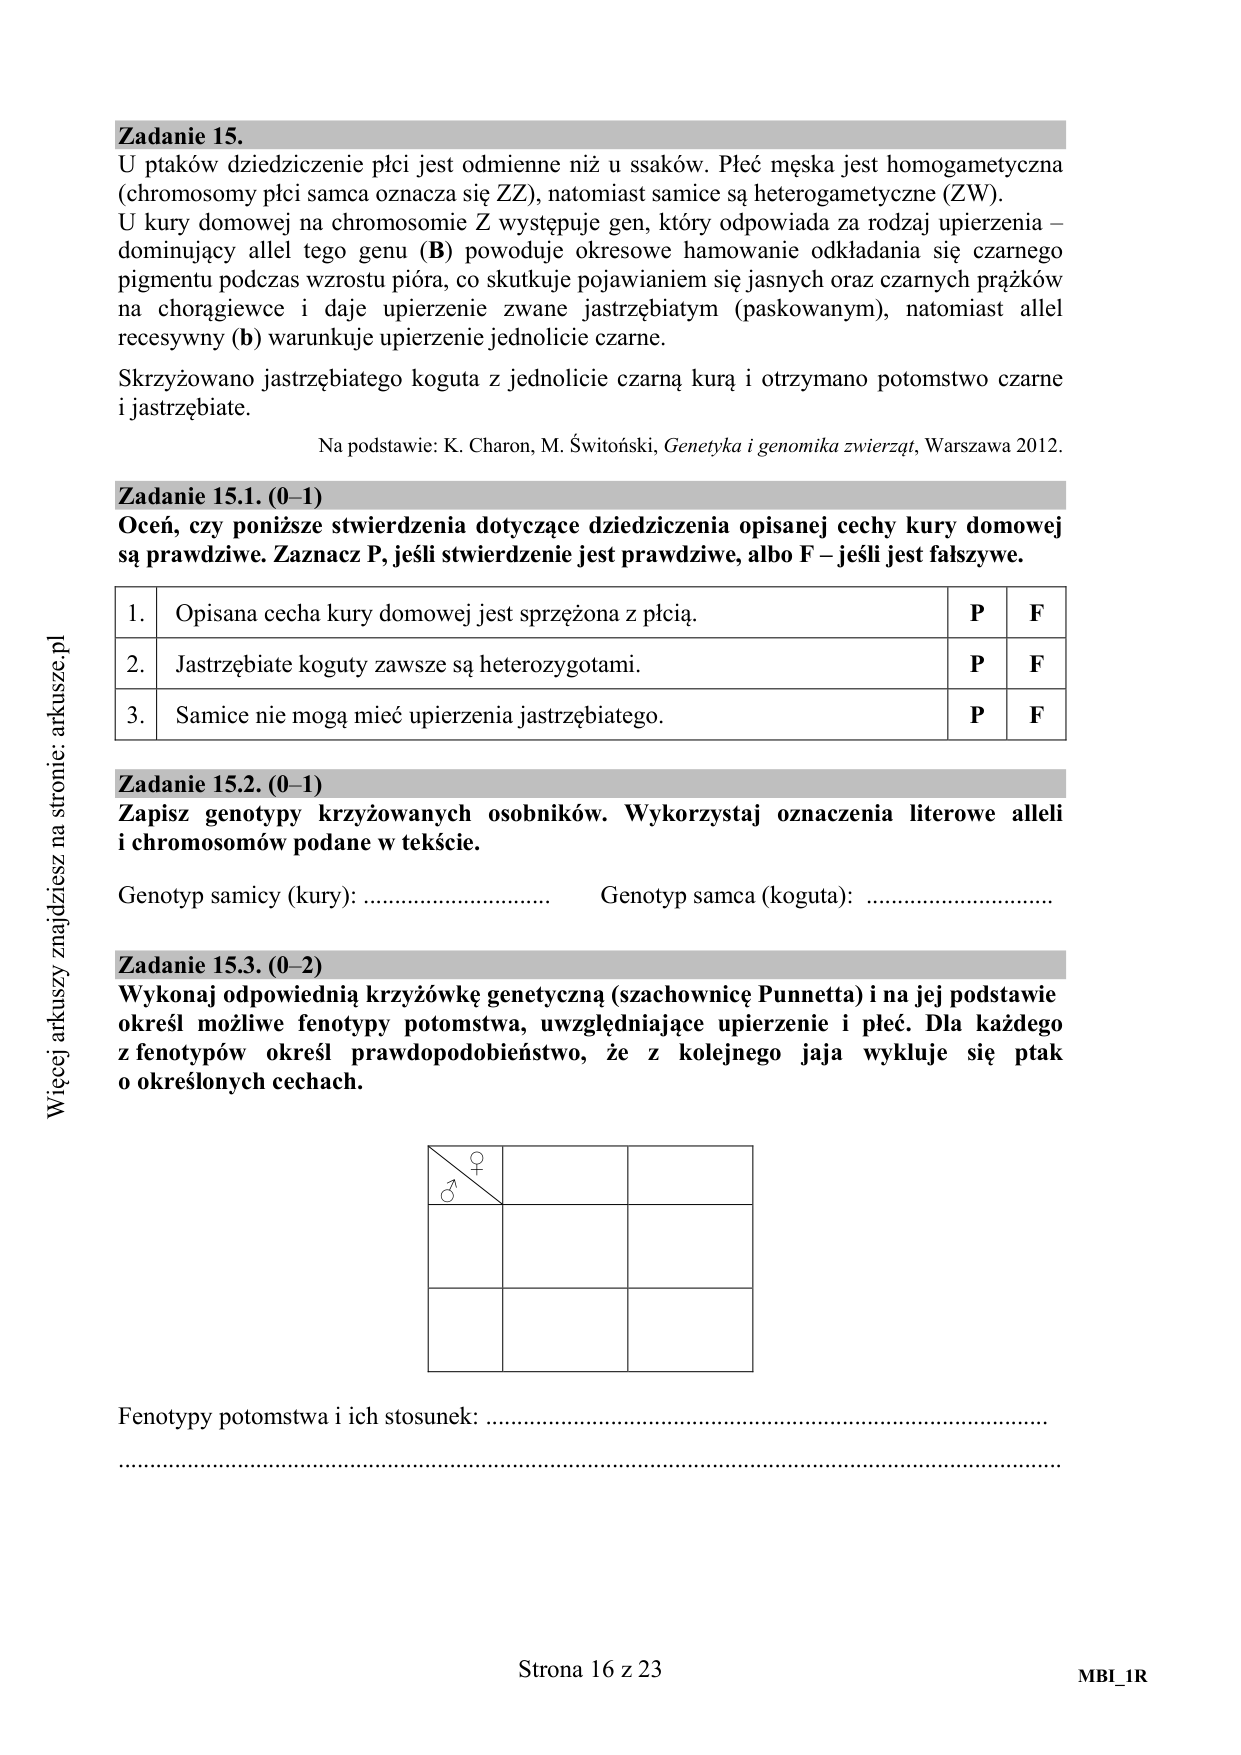 Zadanie 15.
U ptaków dziedziczenie płci jest odmienne niż u ssaków. Płeć męska jest homogametyczna
(chromosomy płci samca oznacza się ZZ), natomiast samice są heterogametyczne (ZW).
U kury domowej na chromosomie Z występuje gen, który odpowiada za rodzaj upierzenia –
dominujący allel tego genu (B) powoduje okresowe hamowanie odkładania się czarnego
pigmentu podczas wzrostu pióra, co skutkuje pojawianiem się jasnych oraz czarnych prążków
na chorągiewce i daje upierzenie zwane jastrzębiatym (paskowanym), natomiast allel
recesywny (b) warunkuje upierzenie jednolicie czarne.
Skrzyżowano jastrzębiatego koguta z jednolicie czarną kurą i otrzymano potomstwo czarne
i jastrzębiate.
Na podstawie: K. Charon, M. Świtoński, Genetyka i genomika zwierząt, Warszawa 2012.
Zadanie 15.1. (0–1)
Oceń, czy poniższe stwierdzenia dotyczące dziedziczenia opisanej cechy kury domowej
są prawdziwe. Zaznacz P, jeśli stwierdzenie jest prawdziwe, albo F – jeśli jest fałszywe.
1. Opisana cecha kury domowej jest sprzężona z płcią. P F
2. Jastrzębiate koguty zawsze są heterozygotami. P F
3. Samice nie mogą mieć upierzenia jastrzębiatego. P F
Zadanie 15.2. (0–1)
Zapisz genotypy krzyżowanych osobników. Wykorzystaj oznaczenia literowe alleli
i chromosomów podane w tekście.
Genotyp samicy (kury): .............................. Genotyp samca (koguta): ..............................
Zadanie 15.3. (0–2)
Wykonaj odpowiednią krzyżówkę genetyczną (szachownicę Punnetta) i na jej podstawie
określ możliwe fenotypy potomstwa, uwzględniające upierzenie i płeć. Dla każdego
z fenotypów określ prawdopodobieństwo, że z kolejnego jaja wykluje się ptak
o określonych cechach.
♀
♂
Fenotypy potomstwa i ich stosunek: ..........................................................................................
.......................................................................................................................................................
Strona 16 z 23
MBI_1R
Więcej arkuszy znajdziesz na stronie: arkusze.pl